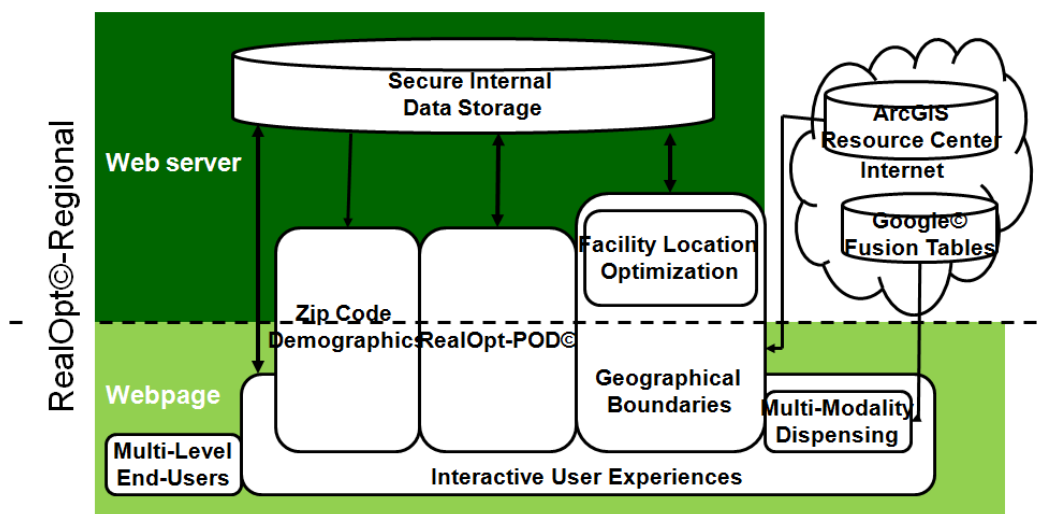 RealOpt©-Regional
Web server
Secure Internal
Data Storage
ArcGIS
Resource Center
Internet
Google©
Fusion Tables
Facility Location
Optimization
Zip Code
Demographics
RealOpt-POD©
Geographical
Boundaries
Webpage
Multi-Modality
Dispensing
Multi-Level
End-Users
Interactive User Experiences